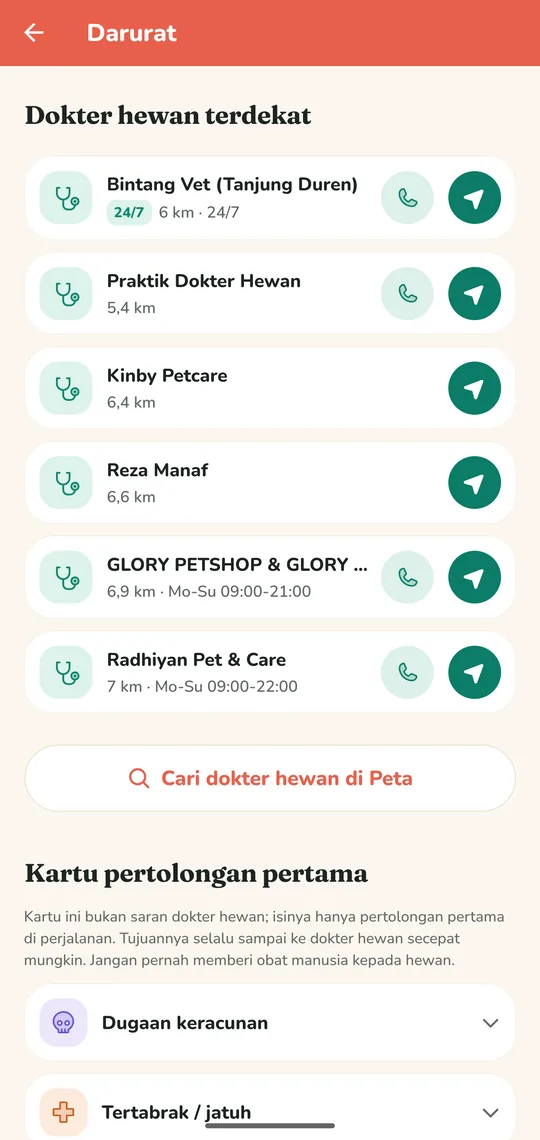 Darurat
Dokter hewan terdekat
Bintang Vet (Tanjung Duren)
24/7 6 km · 24/7
Praktik Dokter Hewan
5,4 km
Kinby Petcare
6,4 km
Reza Manaf
6,6 km
GLORY PETSHOP & GLORY ...
6,9 km · Mo-Su 09:00-21:00
Radhiyan Pet & Care
7 km · Mo-Su 09:00-22:00
Cari dokter hewan di Peta
Kartu pertolongan pertama
Kartu ini bukan saran dokter hewan; isinya hanya pertolongan pertama
di perjalanan. Tujuannya selalu sampai ke dokter hewan secepat
mungkin. Jangan pernah memberi obat manusia kepada hewan.
Dugaan keracunan
Tertabrak / jatuh